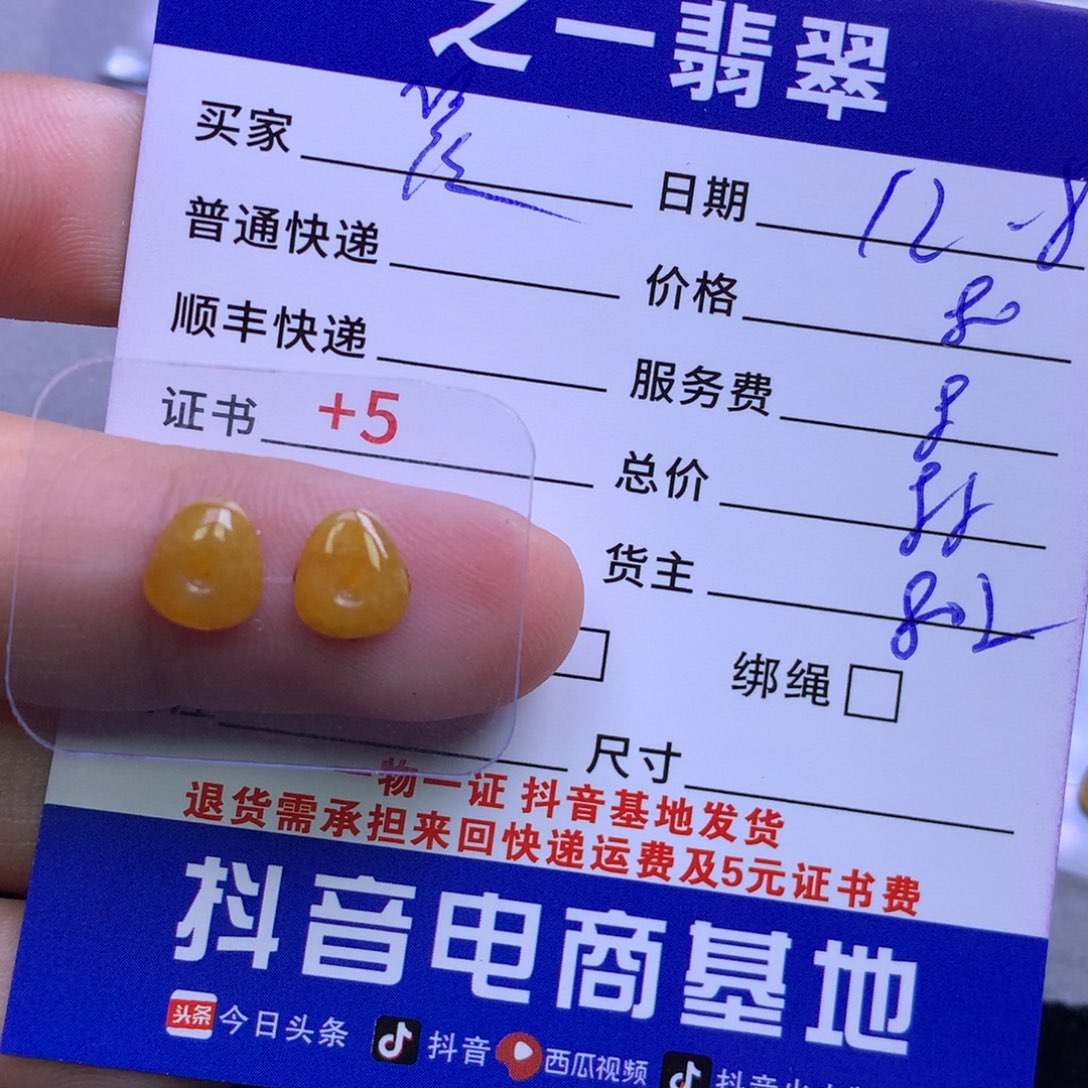 之一翡翠
买家
日期 12-8
普通快递
价格 80
顺丰快递
服务费 8
证书 +5
总价 88
货主 802
绑绳
尺寸
一物一证 抖音基地发货
退货需承担来回快递运费及5元证书费
抖音电商基地
头条 今日头条 抖音 西瓜视频